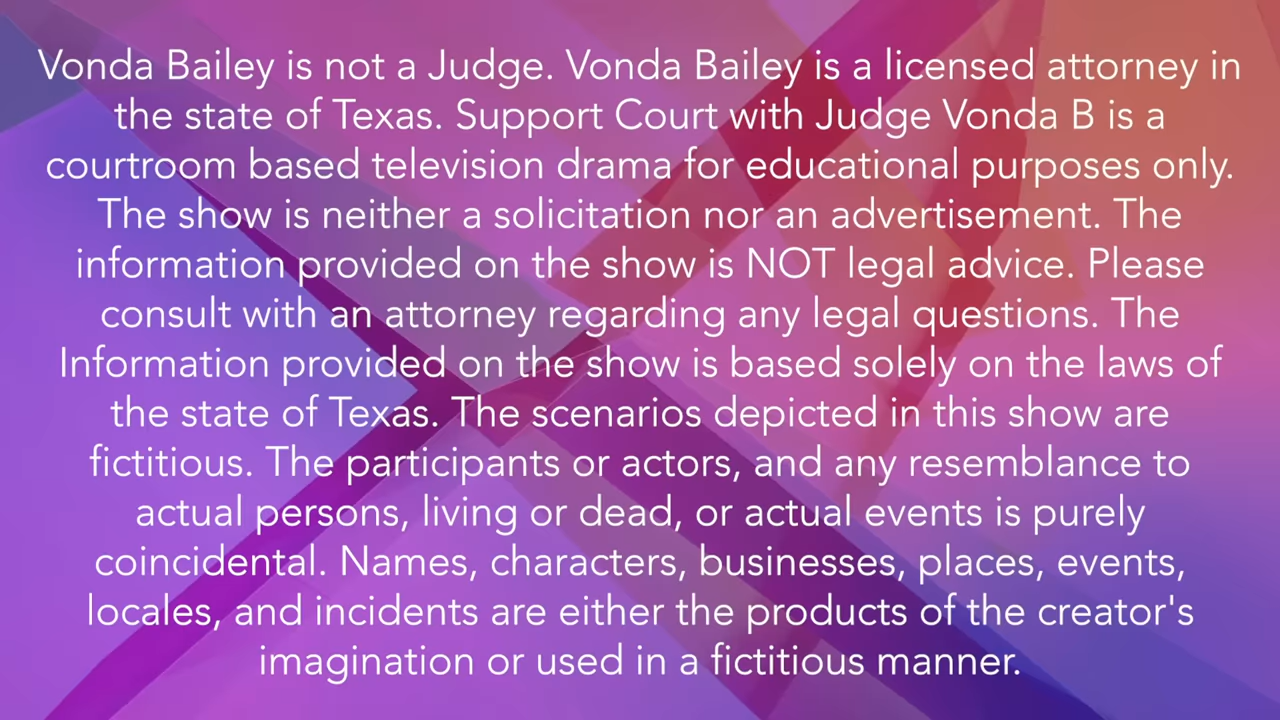 Vonda Bailey is not a Judge. Vonda Bailey is a licensed attorney in
the state of Texas. Support Court with Judge Vonda B is a
courtroom based television drama for educational purposes only.
The show is neither a solicitation nor an advertisement. The
information provided on the show is NOT legal advice. Please
consult with an attorney regarding any legal questions. The
Information provided on the show is based solely on the laws of
the state of Texas. The scenarios depicted in this show are
fictitious. The participants or actors, and any resemblance to
actual persons, living or dead, or actual events is purely
coincidental. Names, characters, businesses, places, events,
locales, and incidents are either the products of the creator's
imagination or used in a fictitious manner.